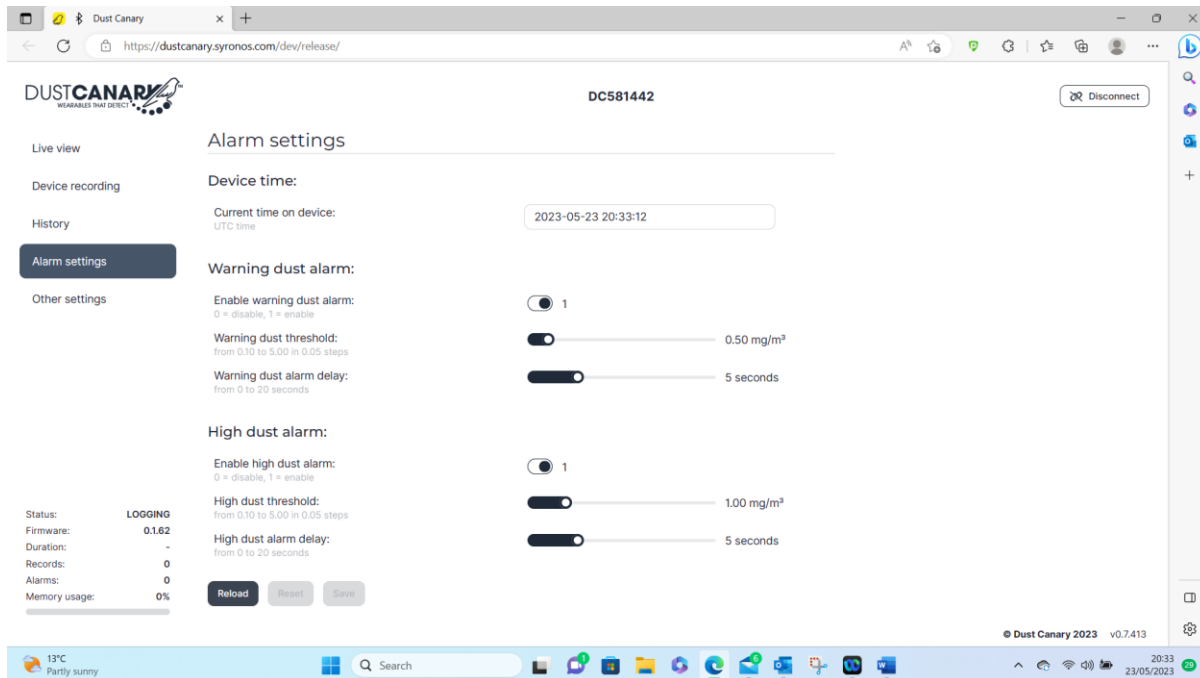 Dust Canary
https://dustcanary.syronos.com/dev/release/
DUSTCANARY™
WEARABLES THAT DETECT
DC581442
Disconnect
Live view
Device recording
History
Alarm settings
Other settings
Alarm settings
Device time:
Current time on device:
UTC time
2023-05-23 20:33:12
Warning dust alarm:
Enable warning dust alarm:
0 = disable, 1 = enable
1
Warning dust threshold:
from 0.10 to 5.00 in 0.05 steps
0.50 mg/m³
Warning dust alarm delay:
from 0 to 20 seconds
5 seconds
High dust alarm:
Enable high dust alarm:
0 = disable, 1 = enable
1
High dust threshold:
from 0.10 to 5.00 in 0.05 steps
1.00 mg/m³
High dust alarm delay:
from 0 to 20 seconds
5 seconds
Reload Reset Save
Status: LOGGING
Firmware: 0.1.62
Duration: -
Records: 0
Alarms: 0
Memory usage: 0%
© Dust Canary 2023 v0.7.413
13°C
Partly sunny
Search
20:33
23/05/2023
29